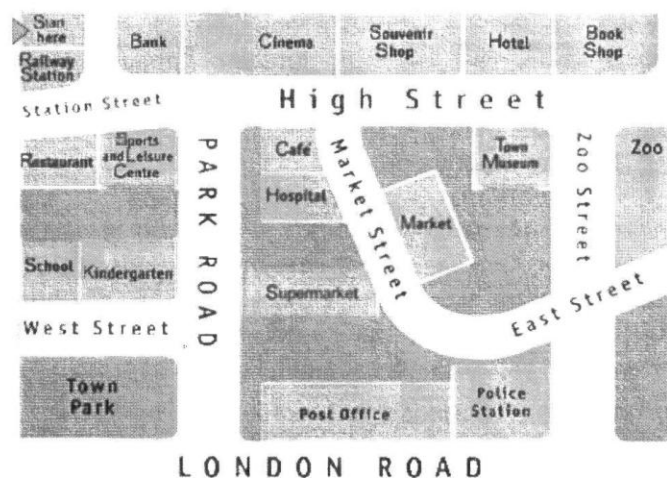 Start
here
Railway
Station
Bank
Cinema
Souvenir
Shop
Hotel
Book
Shop
Station Street
High Street
Restaurant
Sports
and Leisure
Centre
PARK ROAD
Café
Hospital
Market Street
Market
Town
Museum
Zoo Street
Zoo
School
Kindergarten
Supermarket
East Street
West Street
Town
Park
Post Office
Police
Station
LONDON ROAD